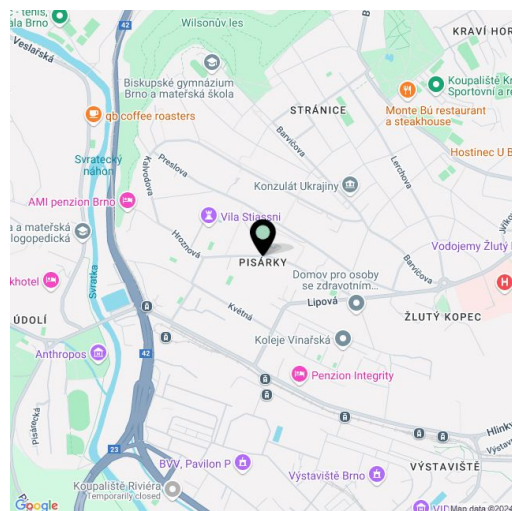 c - tenis,
ub Brno
Veslařská
42
Wilsonův les
B
KRAVÍ HOR
Biskupské gymnázium
Brno a mateřská škola
Koupaliště Kr
Sportovní a re
qb coffee roasters
STRÁNICE
Monte Bú restaurant
a steakhouse
Barvičova
Hostinec U B
Svratecký
náhon
Kalvodova
Preslova
Lerchova
Konzulát Ukrajiny
AMI penzion Brno
Vila Stiassni
a a mateřská
logopedická
Hroznová
Vodojemy Žlutý
PISÁRKY
Barvičova
khotel
Svratka
Domov pro osoby
se zdravotním...
H
Lipová
Květná
ÚDOLÍ
ŽLUTÝ KOPEC
Koleje Vinařská
Anthropos
42
Penzion Integrity
Pisárecká
Hlinky
Výstav
23
BVV, Pavilon P
VÝSTAVIŠTĚ
Výstaviště Brno
Koupaliště Riviéra
Temporarily closed
Google
VID
Map data ©2024